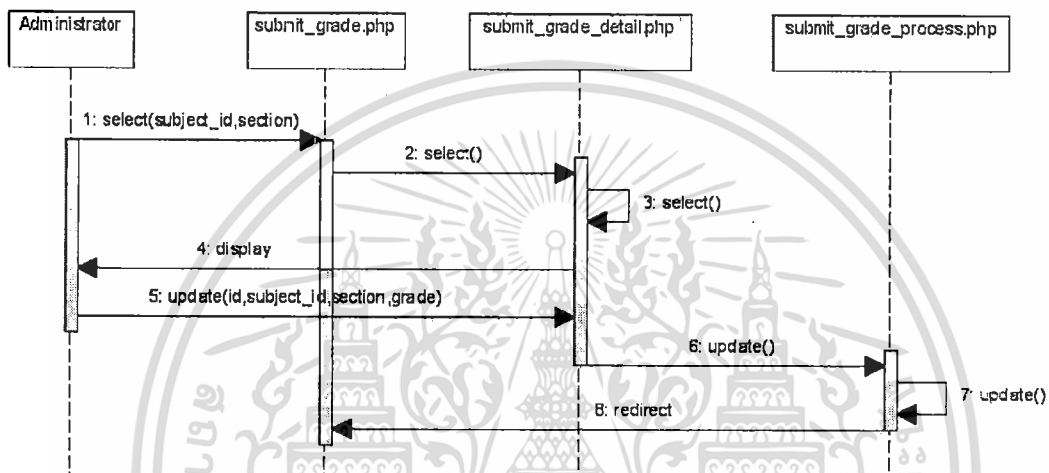 Administrator
submit_grade.php
submit_grade_detail.php
submit_grade_process.php
1: select(subject_id,section)
2: select()
3: select()
4: display
5: update(id,subject_id,section,grade)
6: update()
7: update()
8: redirect